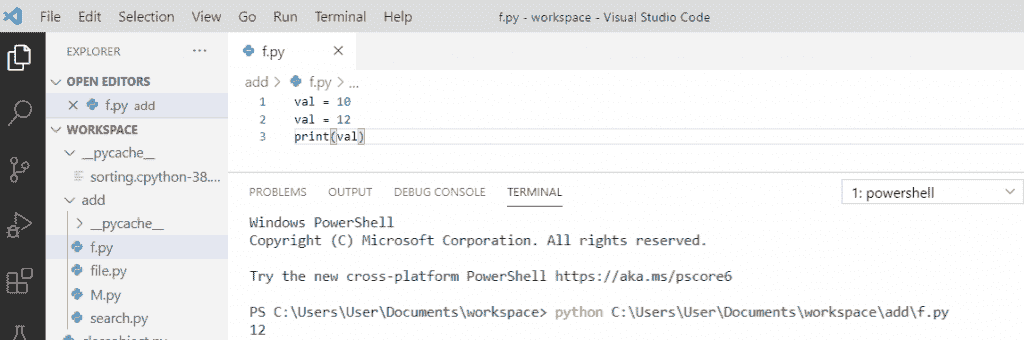 File Edit Selection View Go Run Terminal Help f.py - workspace - Visual Studio Code
EXPLORER ...
OPEN EDITORS
f.py add
WORKSPACE
__pycache__
sorting.cpython-38....
add
__pycache__
f.py
file.py
M.py
search.py
f.py
add > f.py > ...
1 val = 10
2 val = 12
3 print(val)
PROBLEMS OUTPUT DEBUG CONSOLE TERMINAL 1: powershell
Windows PowerShell
Copyright (C) Microsoft Corporation. All rights reserved.
Try the new cross-platform PowerShell https://aka.ms/pscore6
PS C:\Users\User\Documents\workspace> python C:\Users\User\Documents\workspace\add\f.py
12